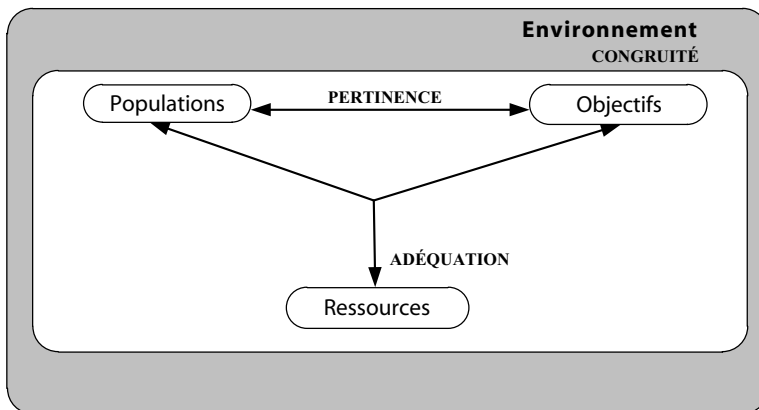 Environnement
CONGRUITÉ
Populations
PERTINENCE
Objectifs
ADÉQUATION
Ressources